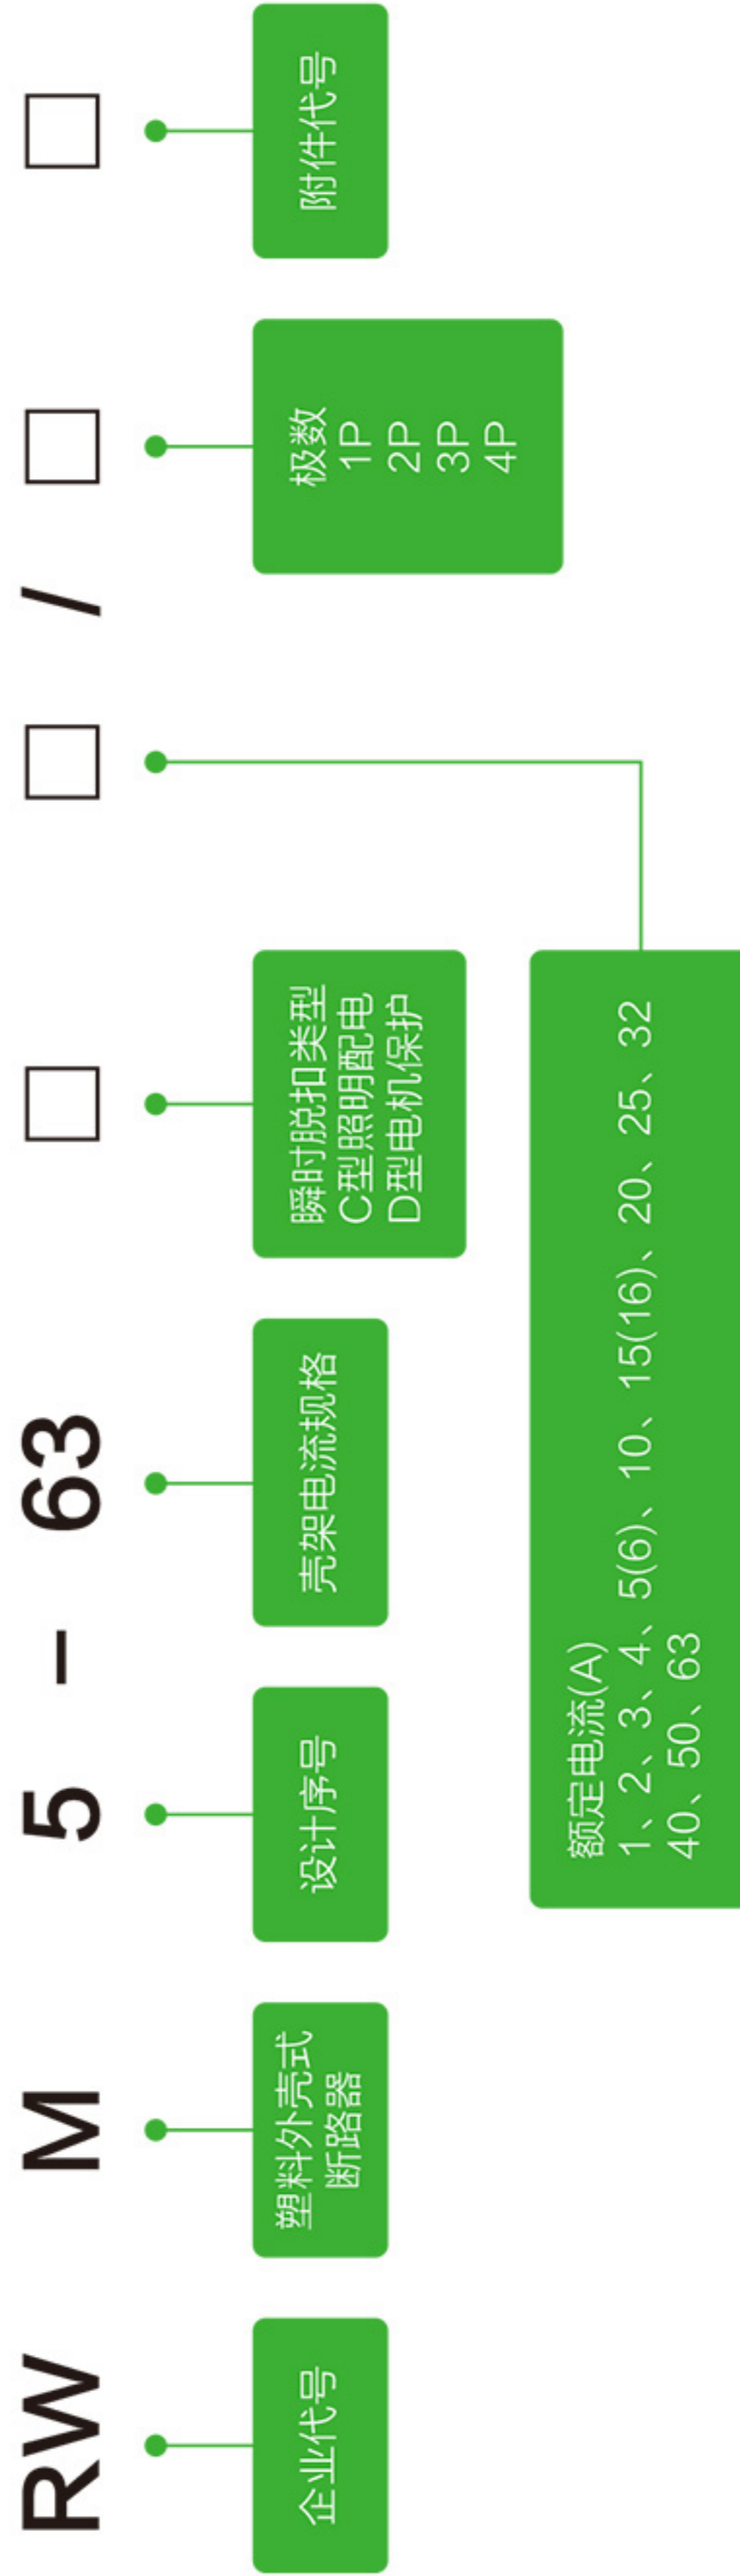 RW M 5 – 63 □ □ / □ □
企业代号
塑料外壳式
断路器
设计序号
壳架电流规格
瞬时脱扣类型
C型照明配电
D型电机保护
额定电流(A)
1、2、3、4、5(6)、10、15(16)、20、25、32
40、50、63
极数
1P
2P
3P
4P
附件代号